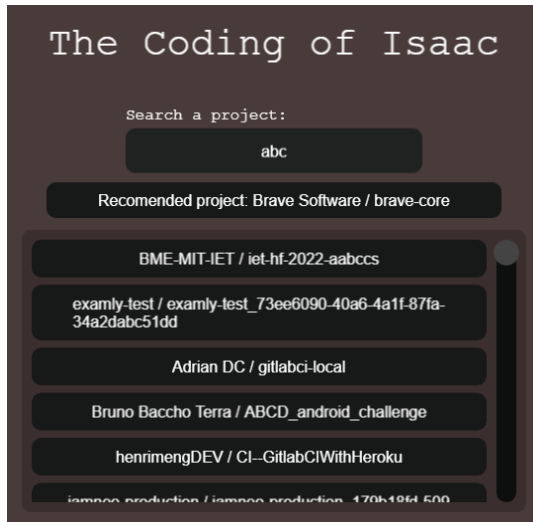 The Coding of Isaac
Search a project:
abc
Recomended project: Brave Software / brave-core
BME-MIT-IET / iet-hf-2022-aabccs
examly-test / examly-test_73ee6090-40a6-4a1f-87fa-
34a2dabc51dd
Adrian DC / gitlabci-local
Bruno Baccho Terra / ABCD_android_challenge
henrimengDEV / CI--GitlabCIWithHeroku